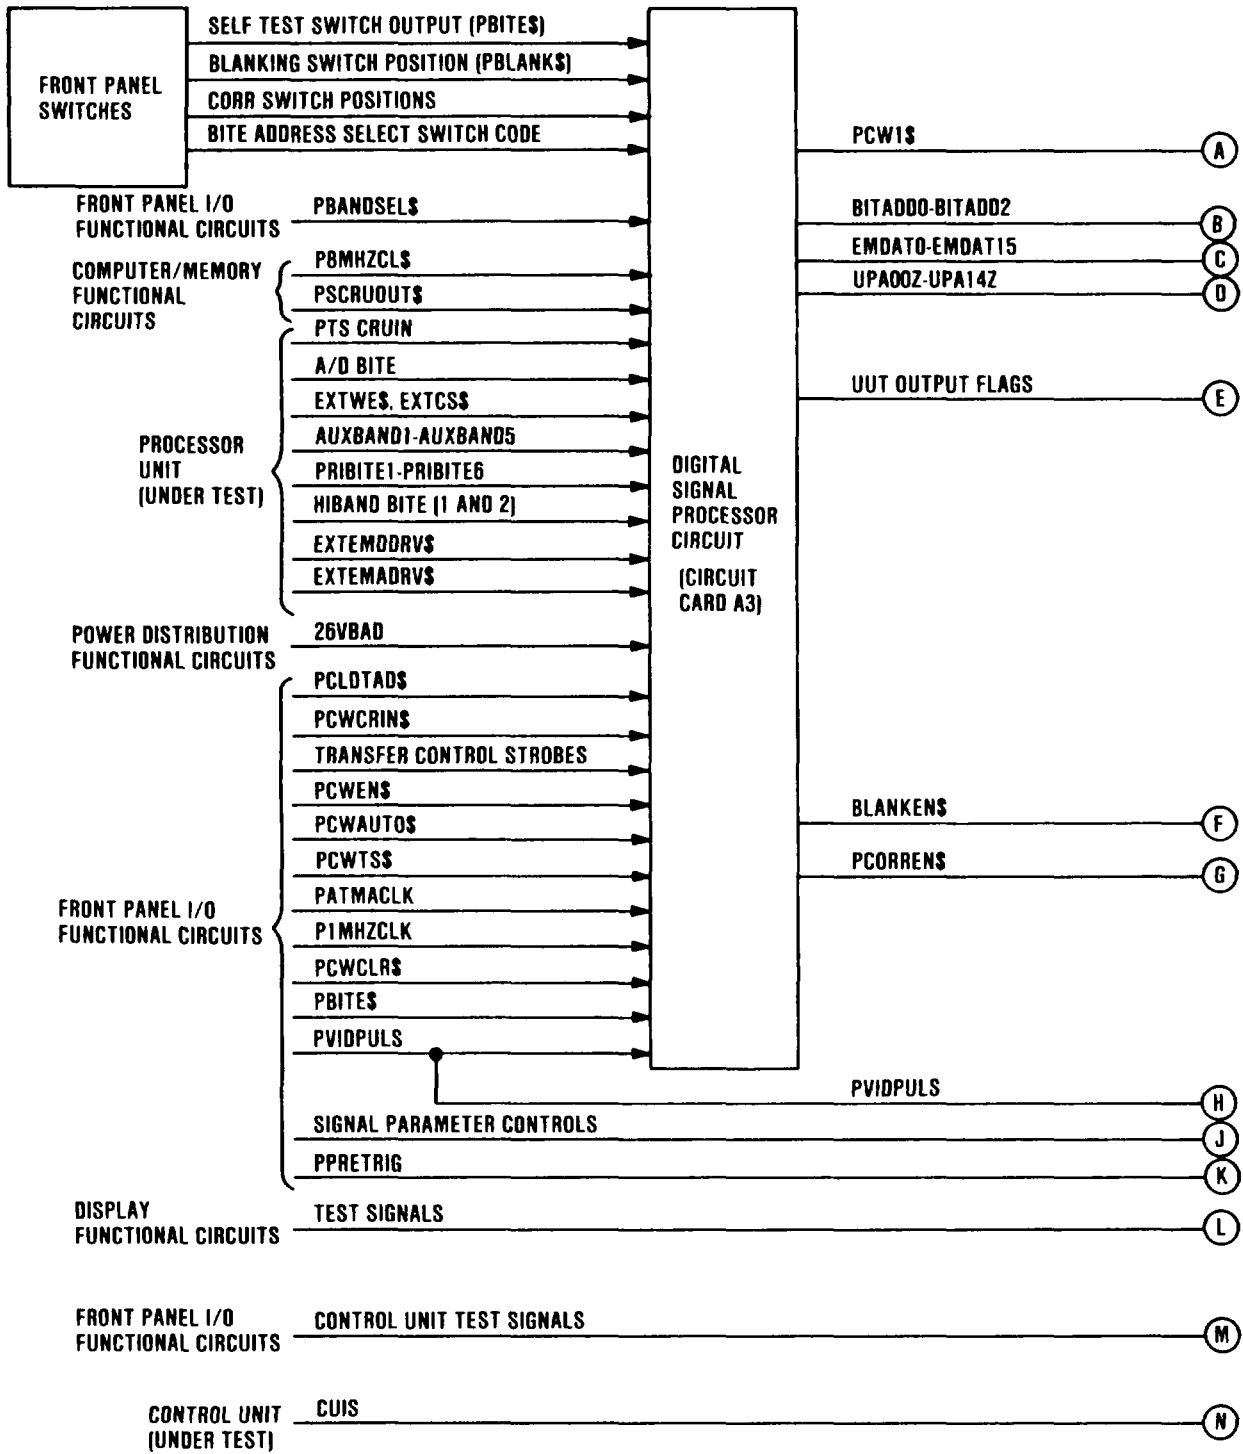 SELF TEST SWITCH OUTPUT (PBITE$)
BLANKING SWITCH POSITION (PBLANK$)
FRONT PANEL
SWITCHES
CORR SWITCH POSITIONS
BITE ADDRESS SELECT SWITCH CODE
PCW1$
A
FRONT PANEL I/O
FUNCTIONAL CIRCUITS
PBANDSEL$
BITADD0-BITADD2
B
EMDAT0-EMDAT15
C
UPA00Z-UPA14Z
D
COMPUTER/MEMORY
FUNCTIONAL
CIRCUITS
P8MHZCL$
PSCRUOUT$
PTS CRUIN
A/D BITE
EXTWE$, EXTCS$
AUXBAND1-AUXBAND5
PRIBITE1-PRIBITE6
HIBAND BITE (1 AND 2)
EXTEMDDRV$
EXTEMADRV$
PROCESSOR
UNIT
(UNDER TEST)
UUT OUTPUT FLAGS
E
DIGITAL
SIGNAL
PROCESSOR
CIRCUIT
(CIRCUIT
CARD A3)
POWER DISTRIBUTION
FUNCTIONAL CIRCUITS
26VBAD
PCLDTAD$
PCWCRIN$
TRANSFER CONTROL STROBES
PCWEN$
PCWAUTO$
PCWTS$
PATMACLK
P1MHZCLK
PCWCLR$
PBITE$
PVIDPULS
FRONT PANEL I/O
FUNCTIONAL CIRCUITS
BLANKEN$
F
PCORREN$
G
PVIDPULS
H
SIGNAL PARAMETER CONTROLS
J
PPRETRIG
K
DISPLAY
FUNCTIONAL CIRCUITS
TEST SIGNALS
L
FRONT PANEL I/O
FUNCTIONAL CIRCUITS
CONTROL UNIT TEST SIGNALS
M
CONTROL UNIT
(UNDER TEST)
CUIS
N